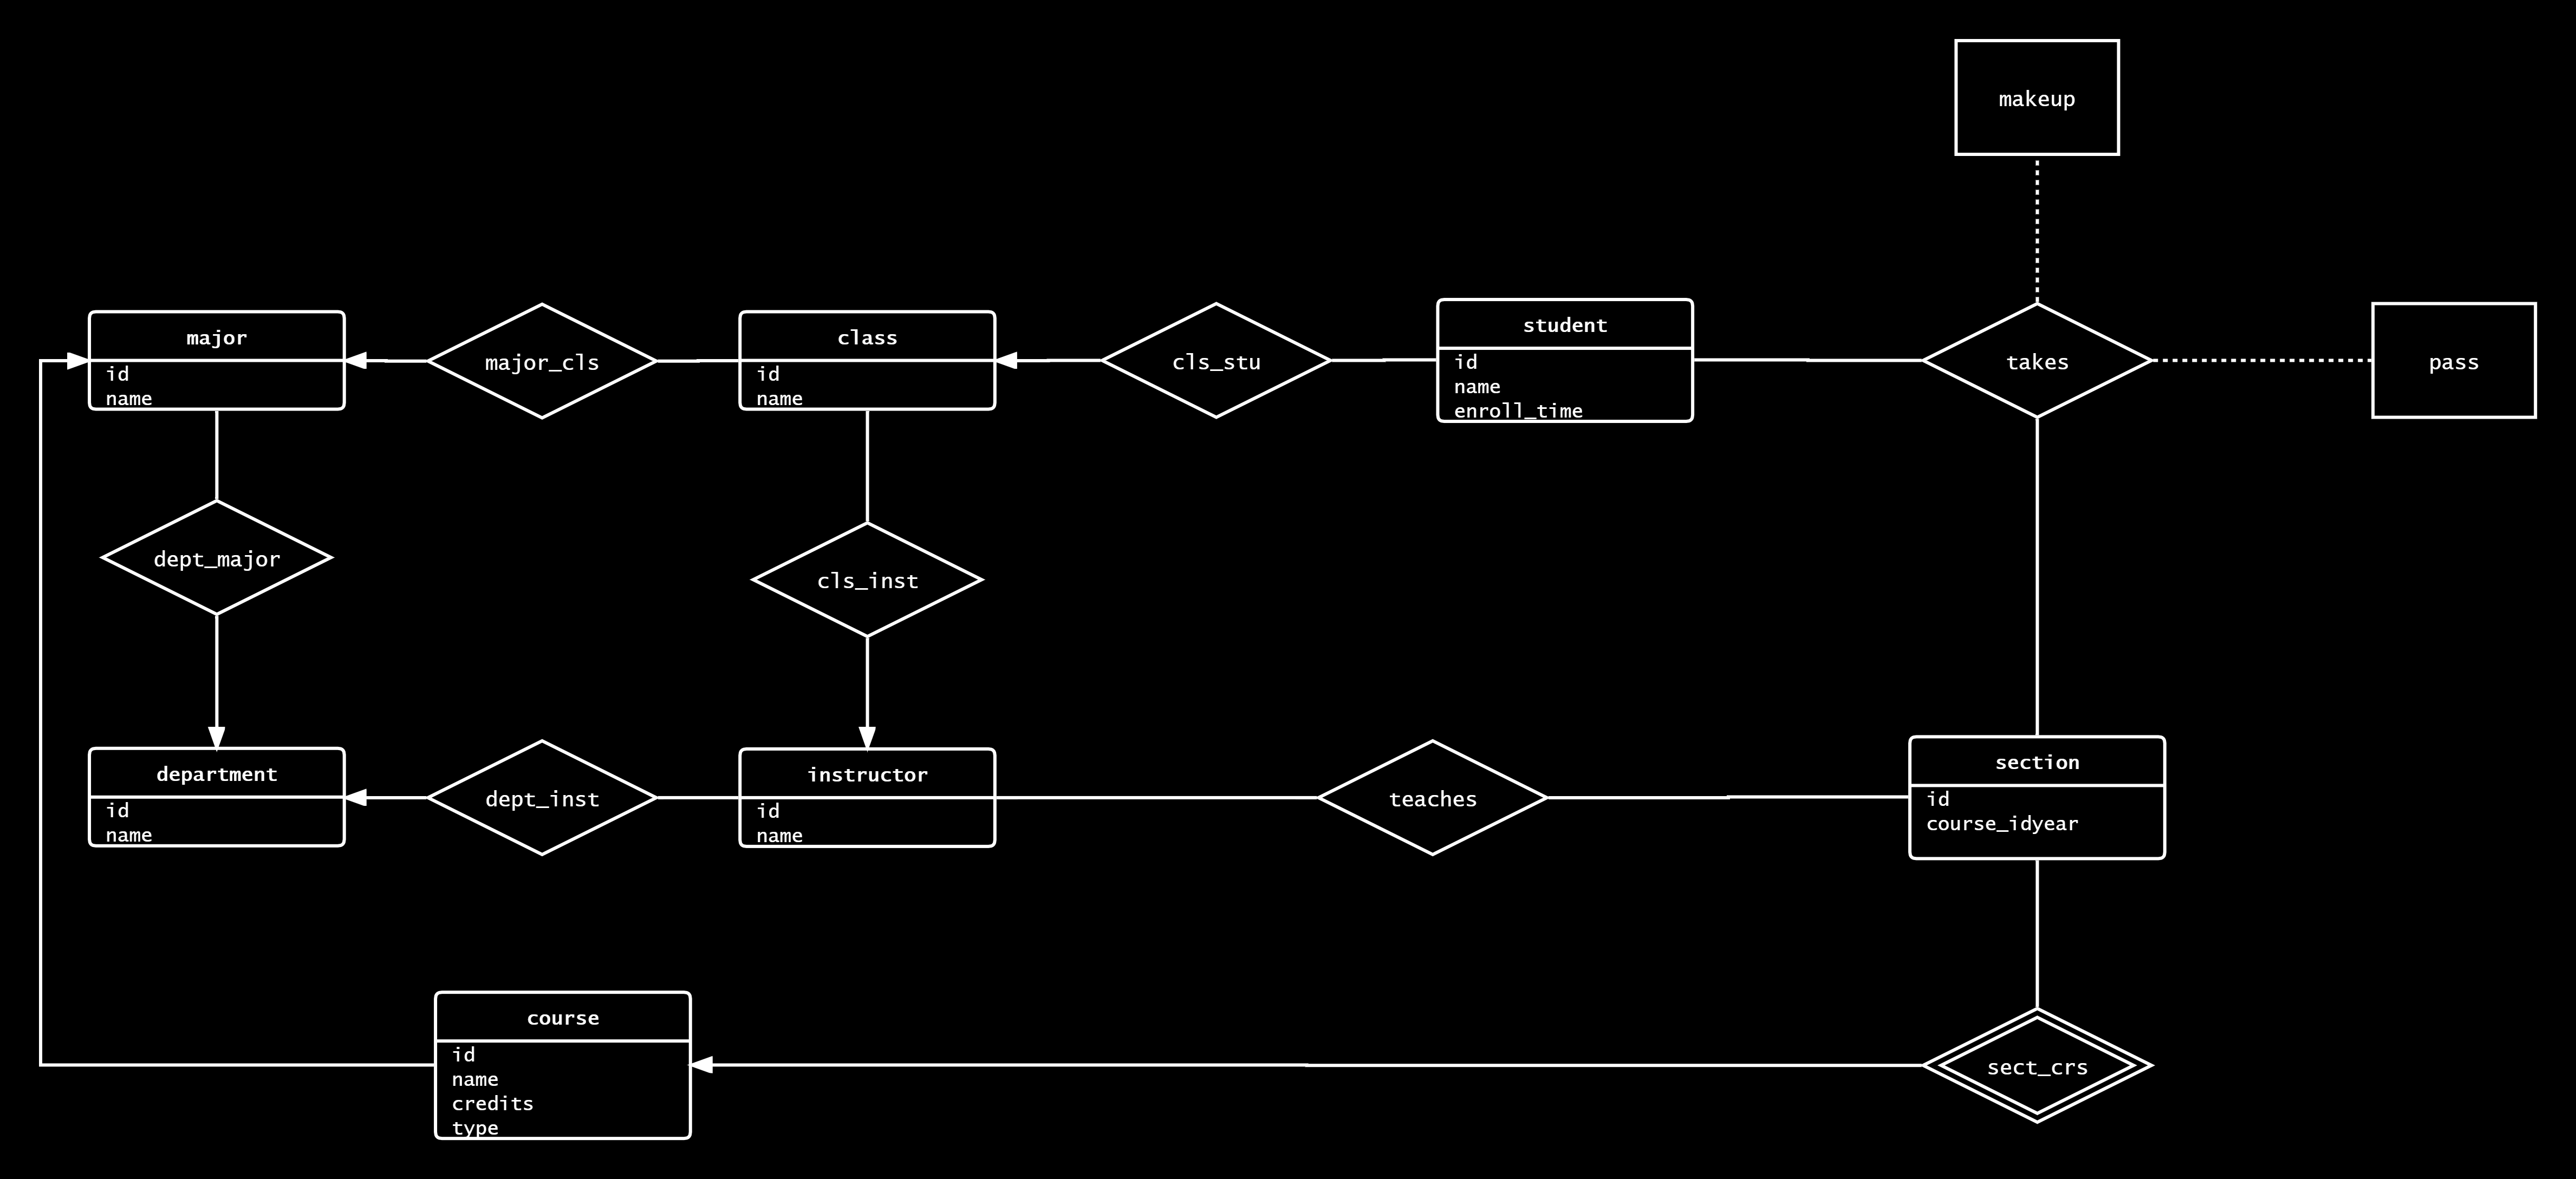 makeup
major
id
name
major_cls
class
id
name
cls_stu
student
id
name
enroll_time
takes
pass
dept_major
cls_inst
department
id
name
dept_inst
instructor
id
name
teaches
section
id
course_idyear
course
id
name
credits
type
sect_crs